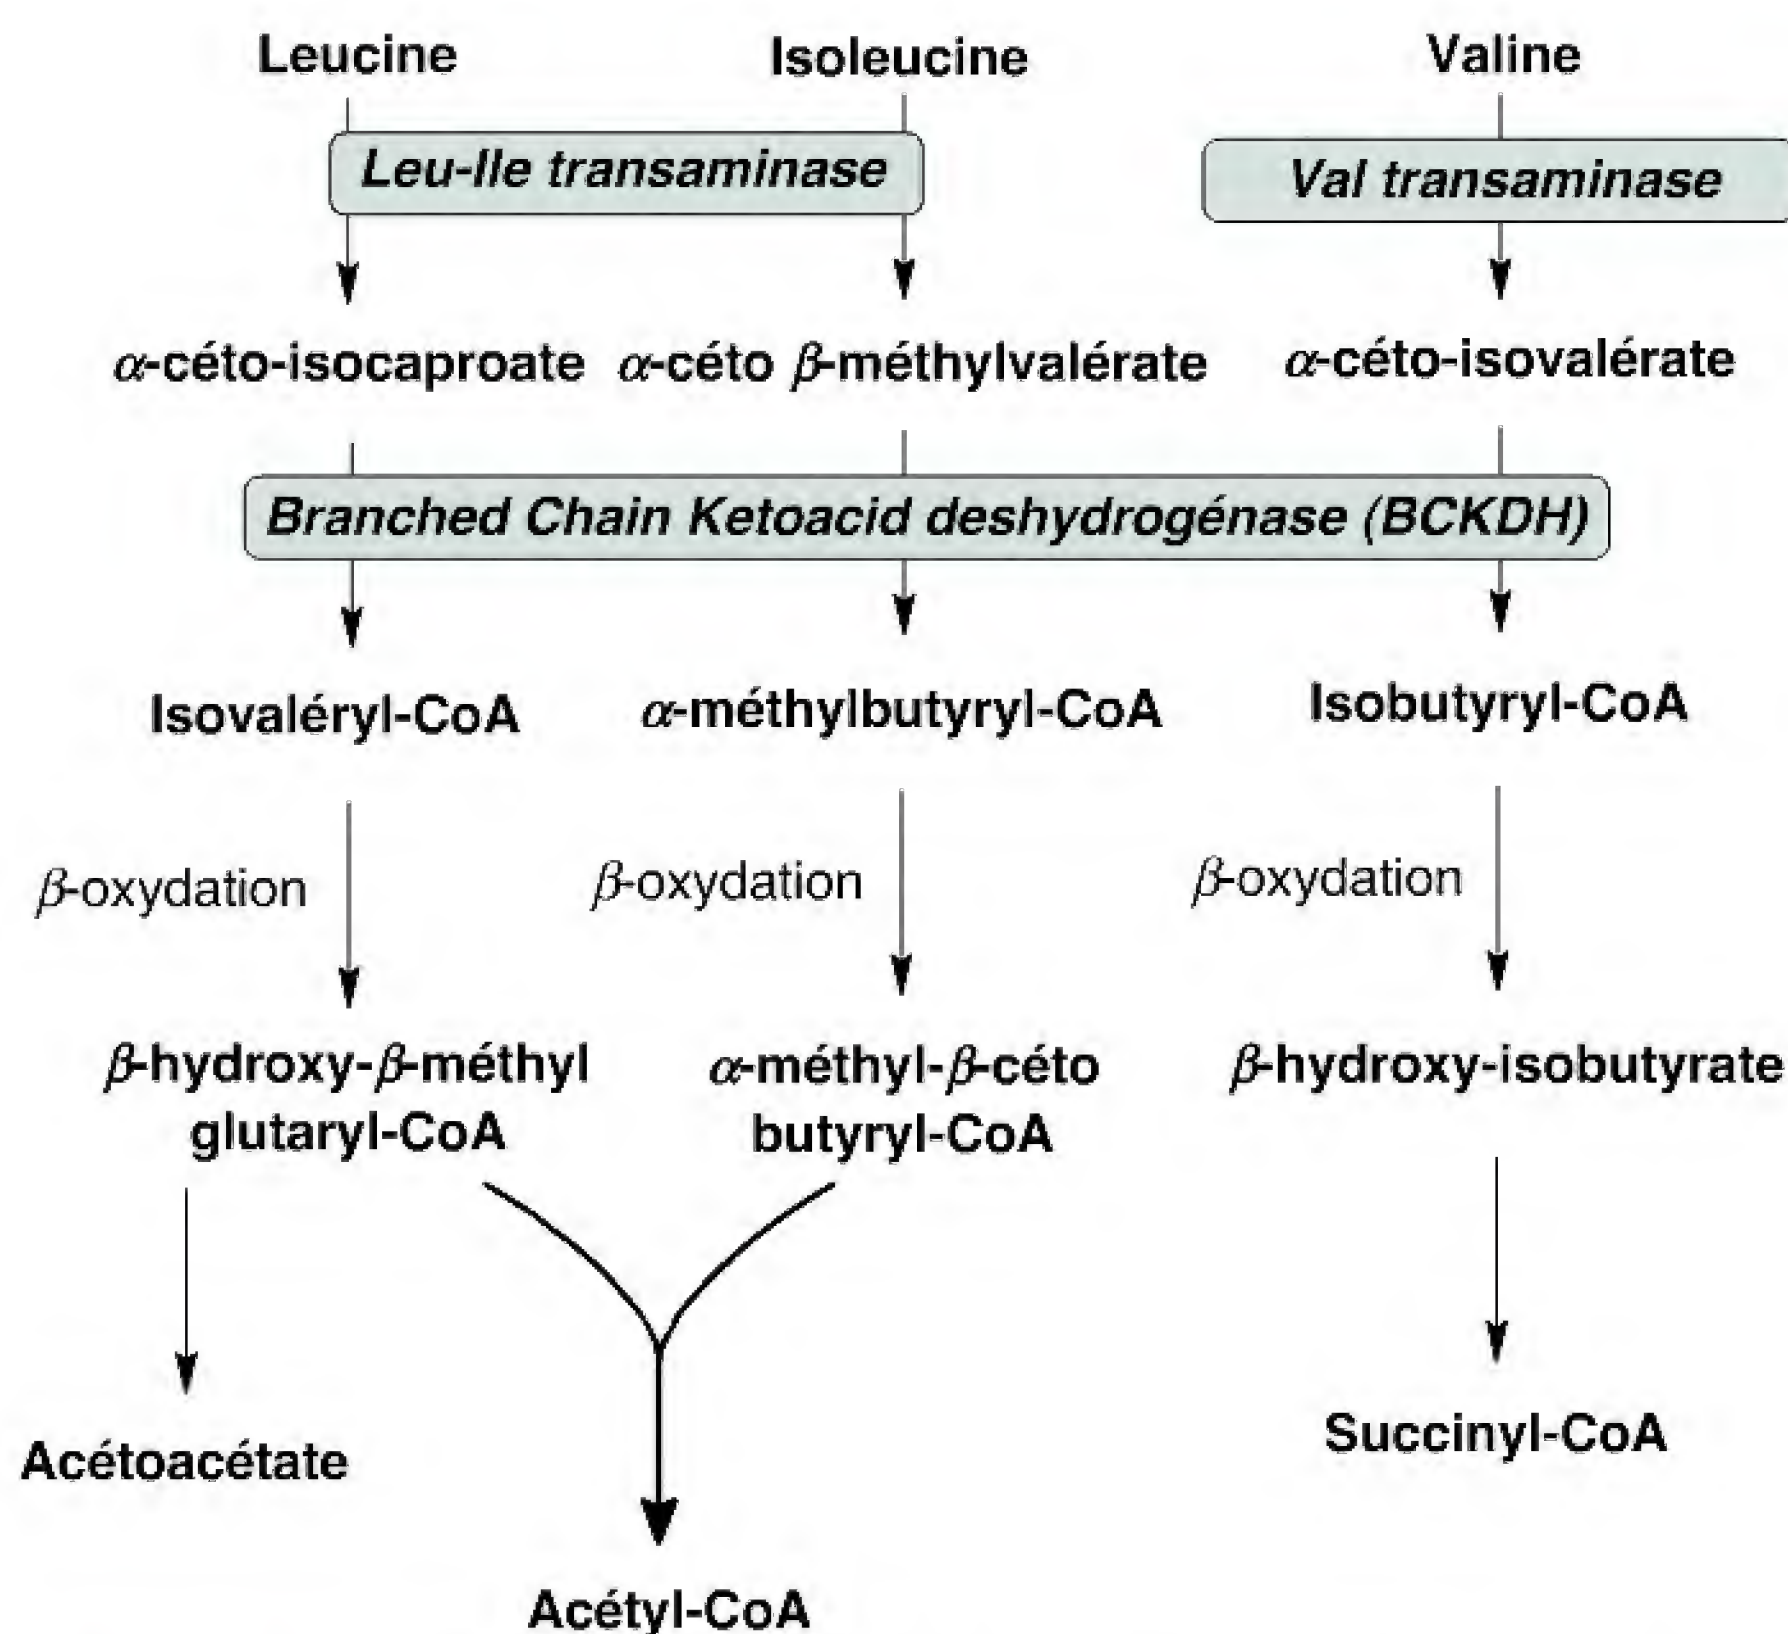 Leucine
Isoleucine
Valine
Leu-Ile transaminase
Val transaminase
α-céto-isocaproate
α-céto β-méthylvalérate
α-céto-isovalérate
Branched Chain Ketoacid deshydrogénase (BCKDH)
Isovaléryl-CoA
α-méthylbutyryl-CoA
Isobutyryl-CoA
β-oxydation
β-oxydation
β-oxydation
β-hydroxy-β-méthyl
glutaryl-CoA
α-méthyl-β-céto
butyryl-CoA
β-hydroxy-isobutyrate
Acétoacétate
Succinyl-CoA
Acétyl-CoA